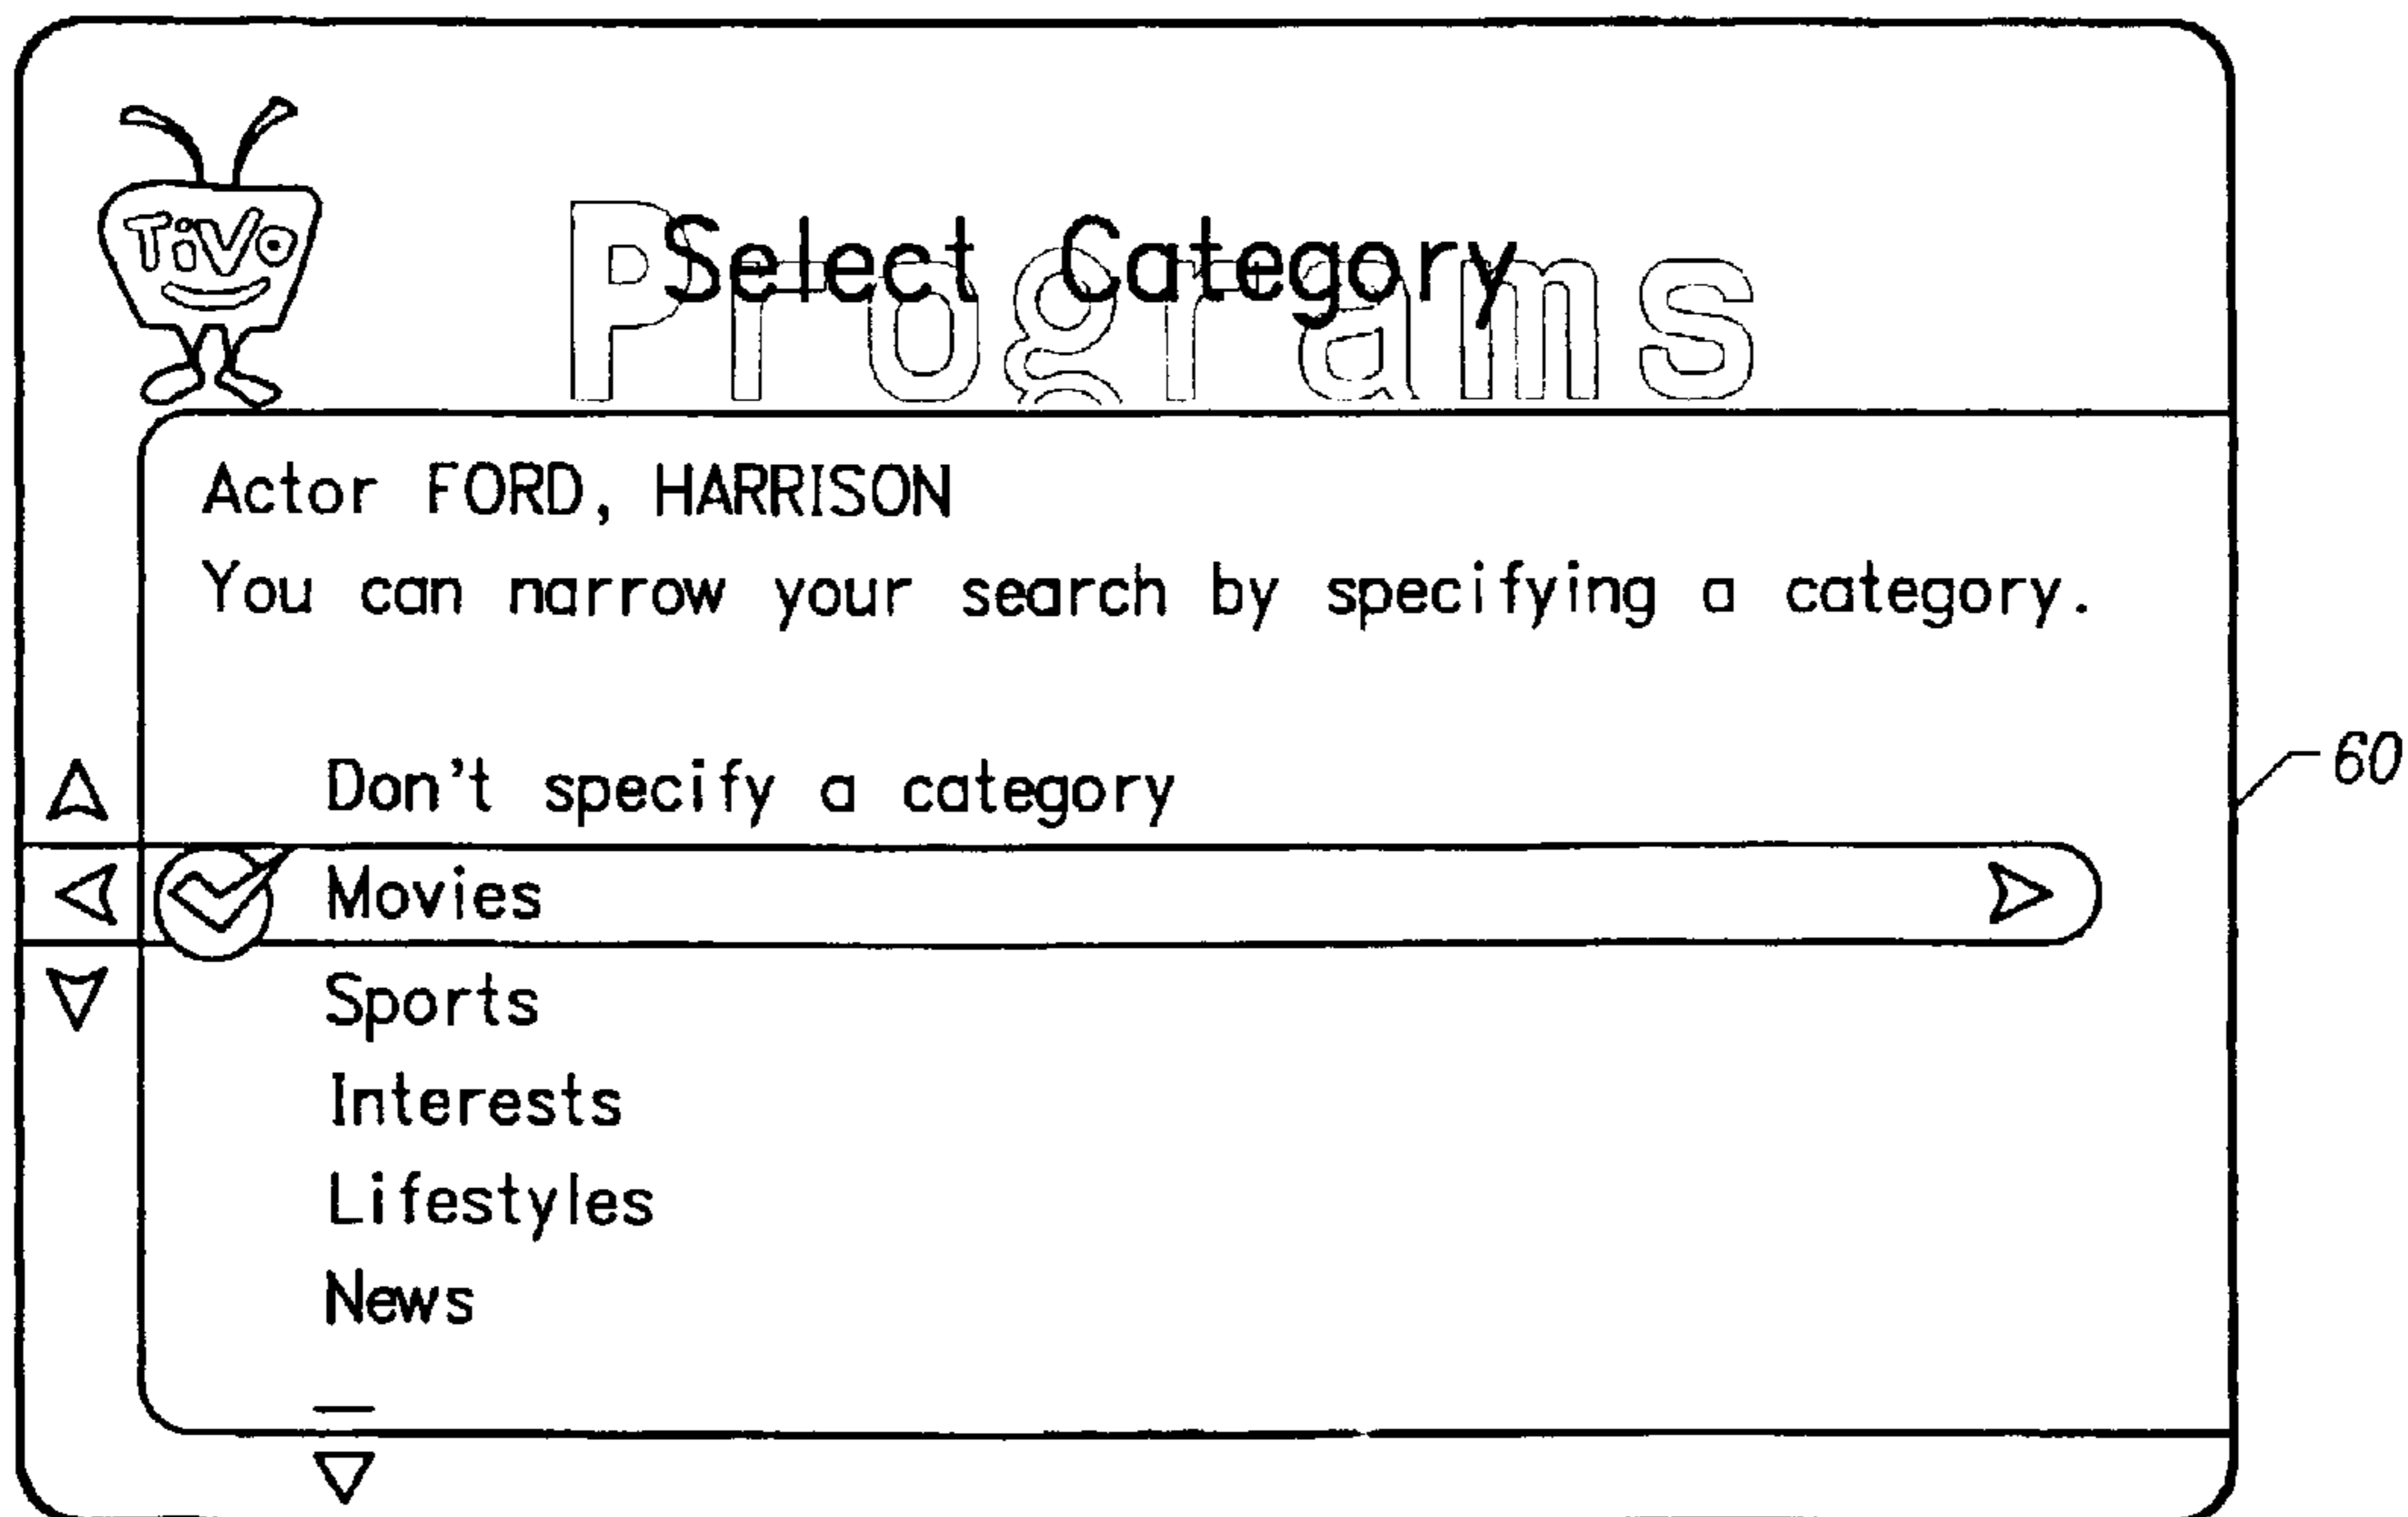 TiVo
Select Category
Programs
Actor FORD, HARRISON
You can narrow your search by specifying a category.
Don't specify a category
60
Movies
Sports
Interests
Lifestyles
News